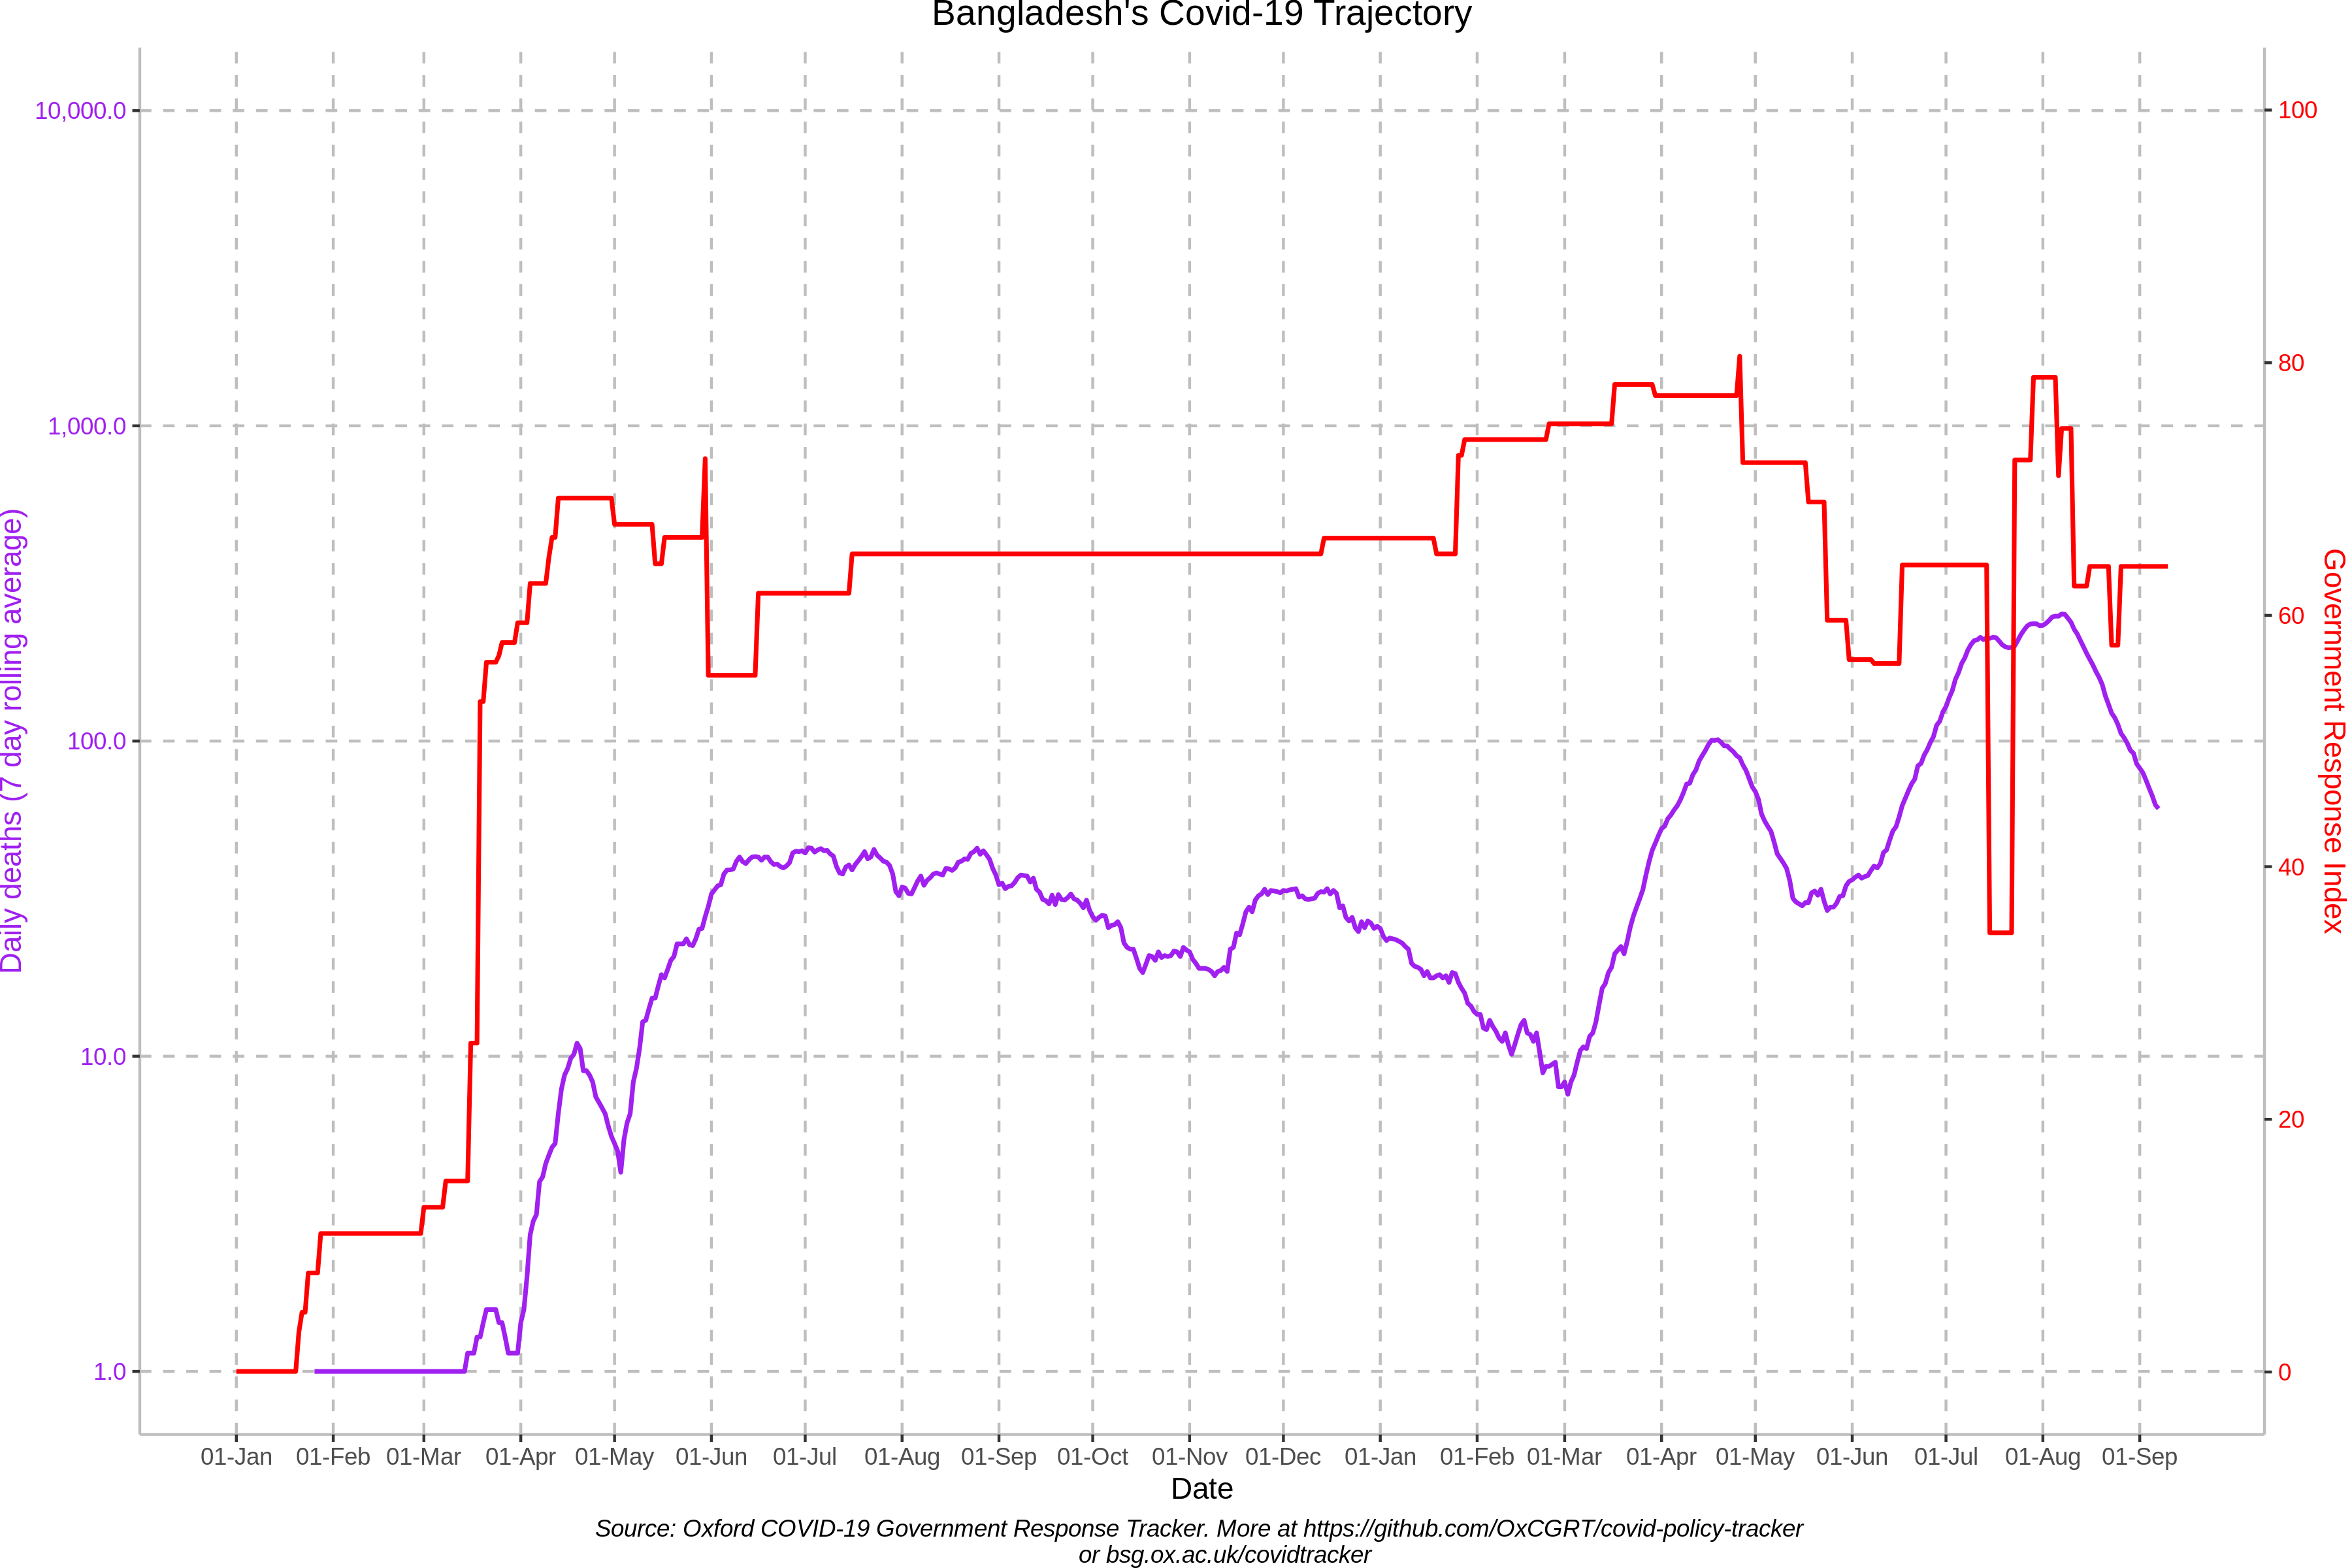 Bangladesh's Covid-19 Trajectory
10,000.0
1,000.0
100.0
10.0
1.0
Daily deaths (7 day rolling average)
100
80
60
40
20
0
Government Response Index
01-Jan 01-Feb 01-Mar 01-Apr 01-May 01-Jun 01-Jul 01-Aug 01-Sep 01-Oct 01-Nov 01-Dec 01-Jan 01-Feb 01-Mar 01-Apr 01-May 01-Jun 01-Jul 01-Aug 01-Sep
Date
Source: Oxford COVID-19 Government Response Tracker. More at https://github.com/OxCGRT/covid-policy-tracker
or bsg.ox.ac.uk/covidtracker